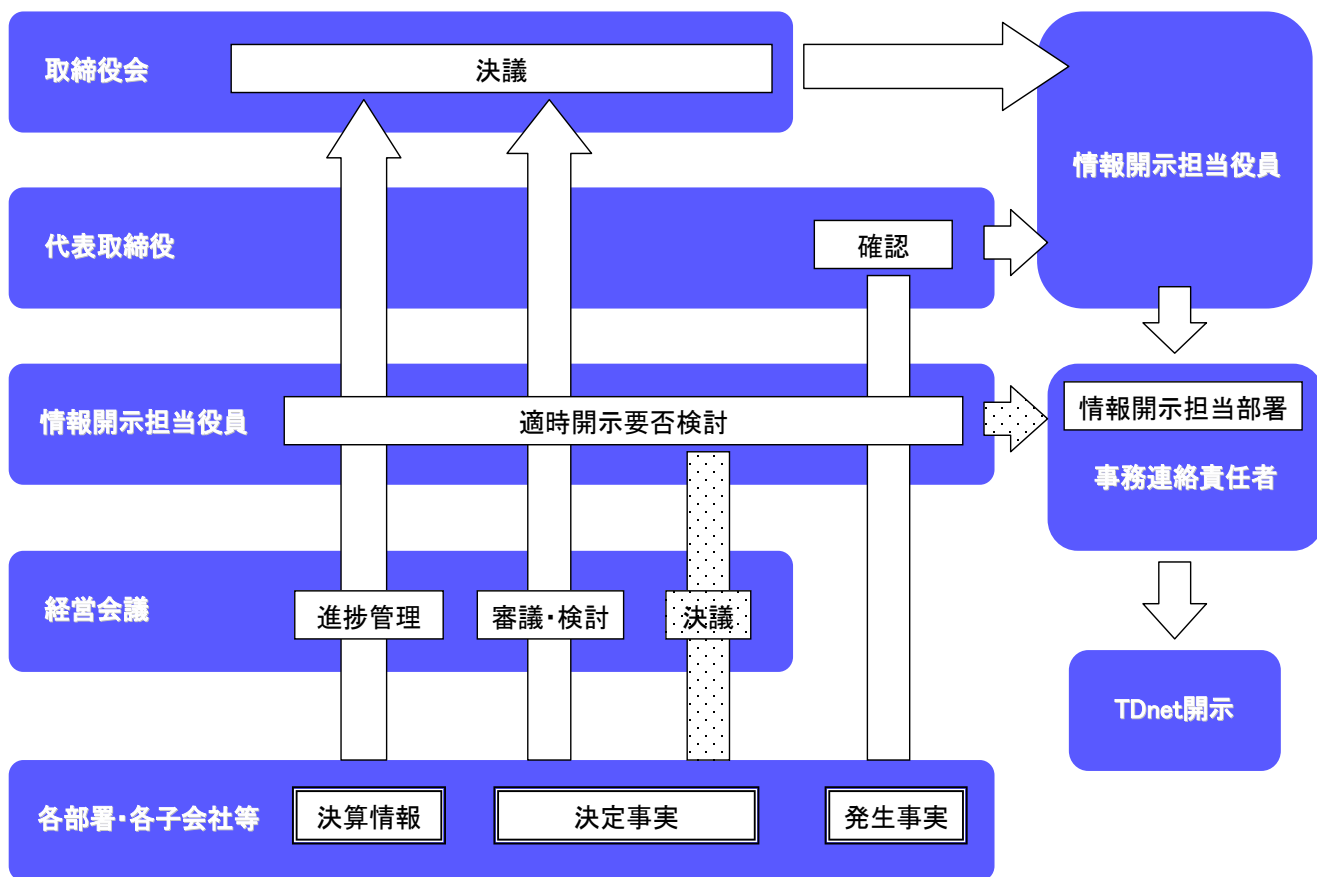 取締役会
決議
情報開示担当役員
代表取締役
確認
情報開示担当役員
適時開示要否検討
情報開示担当部署
事務連絡責任者
経営会議
進捗管理
審議・検討
決議
TDnet開示
各部署・各子会社等
決算情報
決定事実
発生事実